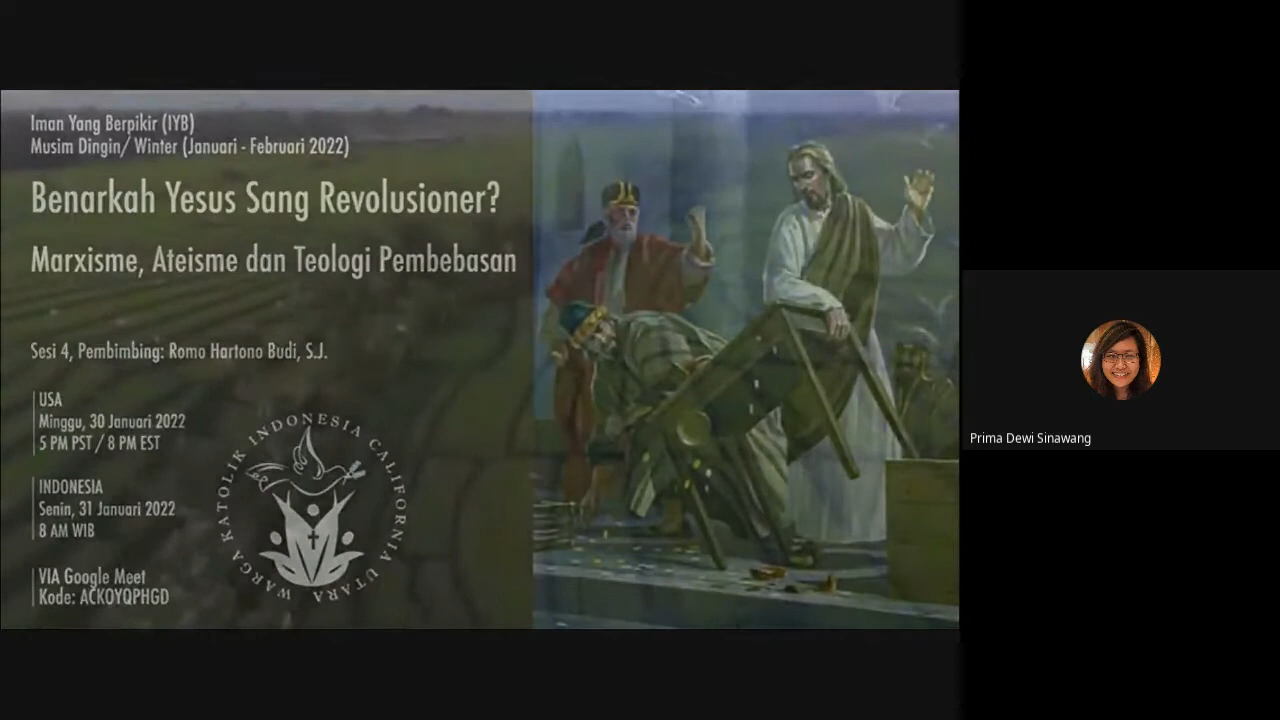 Iman Yang Berpikir (IYB)
Musim Dingin/ Winter (Januari - Februari 2022)
Benarkah Yesus Sang Revolusioner?
Marxisme, Ateisme dan Teologi Pembebasan
Sesi 4, Pembimbing: Romo Hartono Budi, S.J.
USA
Minggu, 30 Januari 2022
5 PM PST / 8 PM EST
INDONESIA
Senin, 31 Januari 2022
8 AM WIB
VIA Google Meet
Kode: ACKOYQPHGD
WARGA KATOLIK INDONESIA CALIFORNIA UTARA
Prima Dewi Sinawang